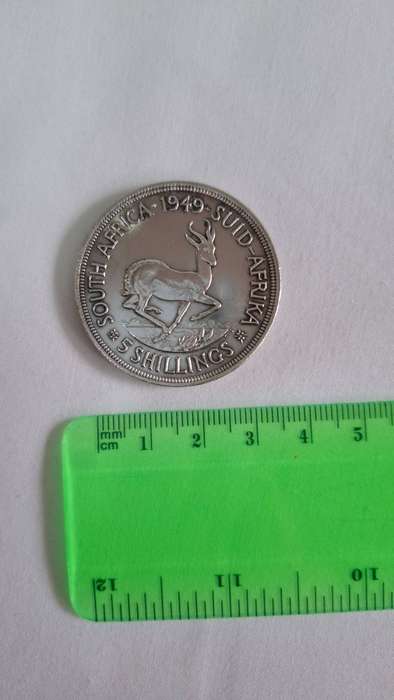 SOUTH AFRICA · 1949 · SUID-AFRIKA
5 SHILLINGS
mm
cm
1 2 3 4 5
12 11 10